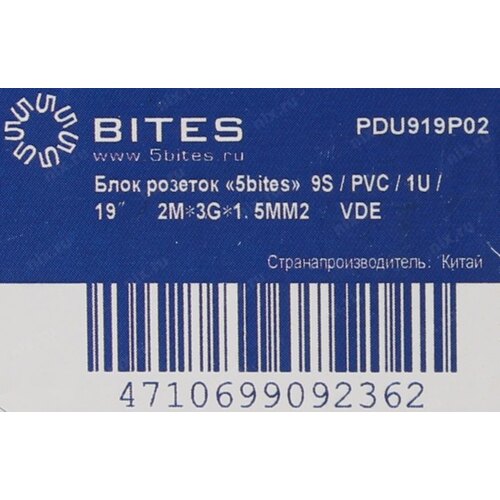 BITES
PDU919P02
www.5bites.ru
Блок розеток «5bites» 9S / PVC / 1U /
19″ 2M*3G*1.5MM2 VDE
Странапроизводитель: Китай
4710699092362